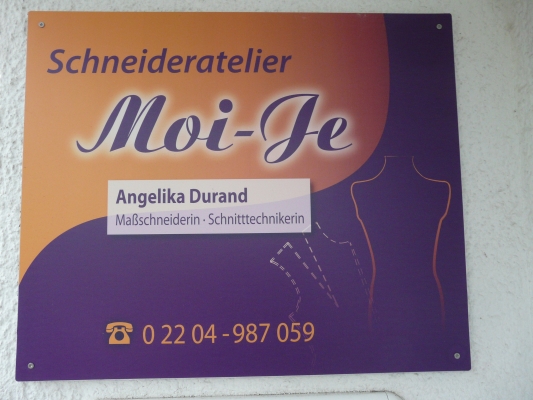 Schneideratelier
Moi-Je
Angelika Durand
Maßschneiderin · Schnitttechnikerin
☎ 0 22 04 - 987 059